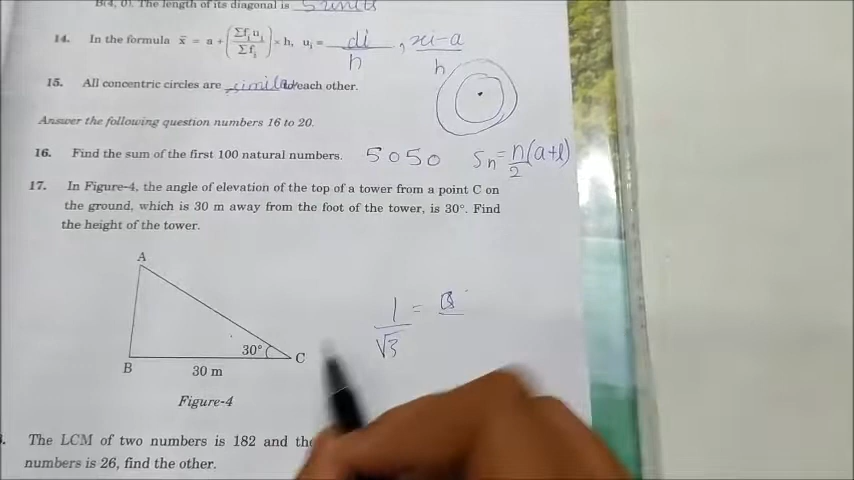 B(4, 0). The length of its diagonal is 5 units
14. In the formula x̄ = a + (Σfᵢuᵢ / Σfᵢ) × h, uᵢ = di/h , xi-a/h
15. All concentric circles are similar to each other.
Answer the following question numbers 16 to 20.
16. Find the sum of the first 100 natural numbers. 5050 Sn = n/2 (a+l)
17. In Figure-4, the angle of elevation of the top of a tower from a point C on
the ground, which is 30 m away from the foot of the tower, is 30°. Find
the height of the tower.
A
1/√3 =
30°
B
C
30 m
Figure-4
The LCM of two numbers is 182 and the
numbers is 26, find the other.